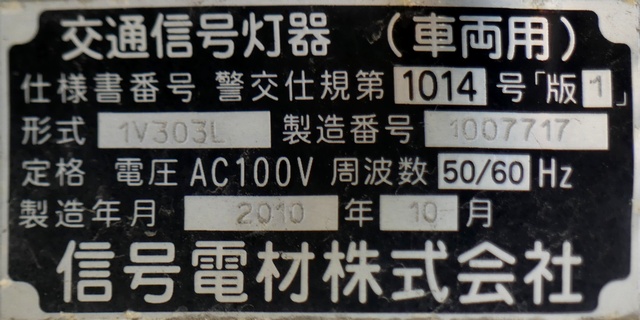 交通信号灯器 (車両用)
仕様書番号 警交仕規第 1014 号「版 1」
形式 1V303L 製造番号 1007717
定格 電圧 AC100V 周波数 50/60 Hz
製造年月 2010 年 10 月
信号電材株式会社